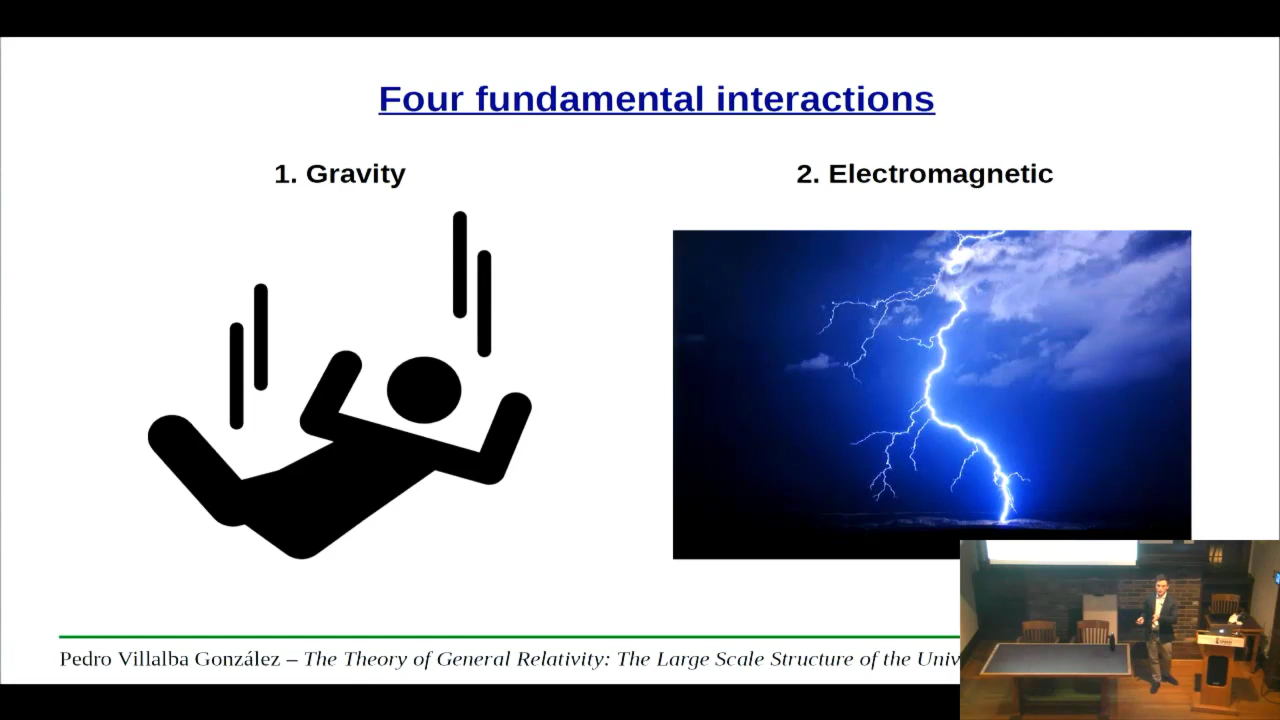 Four fundamental interactions
1. Gravity
2. Electromagnetic
Pedro Villalba González – The Theory of General Relativity: The Large Scale Structure of the Univ